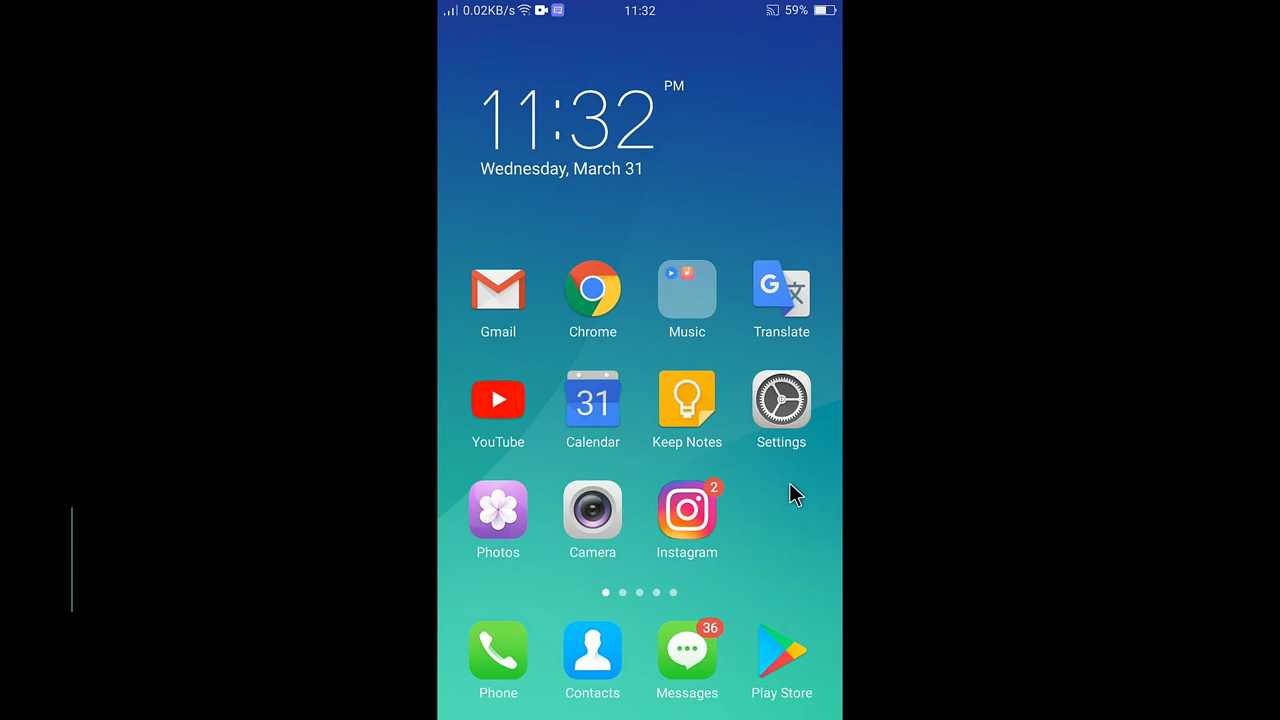 0.02KB/s 11:32 59%
11:32 PM
Wednesday, March 31
Gmail Chrome Music Translate
31
YouTube Calendar Keep Notes Settings
2
Photos Camera Instagram
36
Phone Contacts Messages Play Store